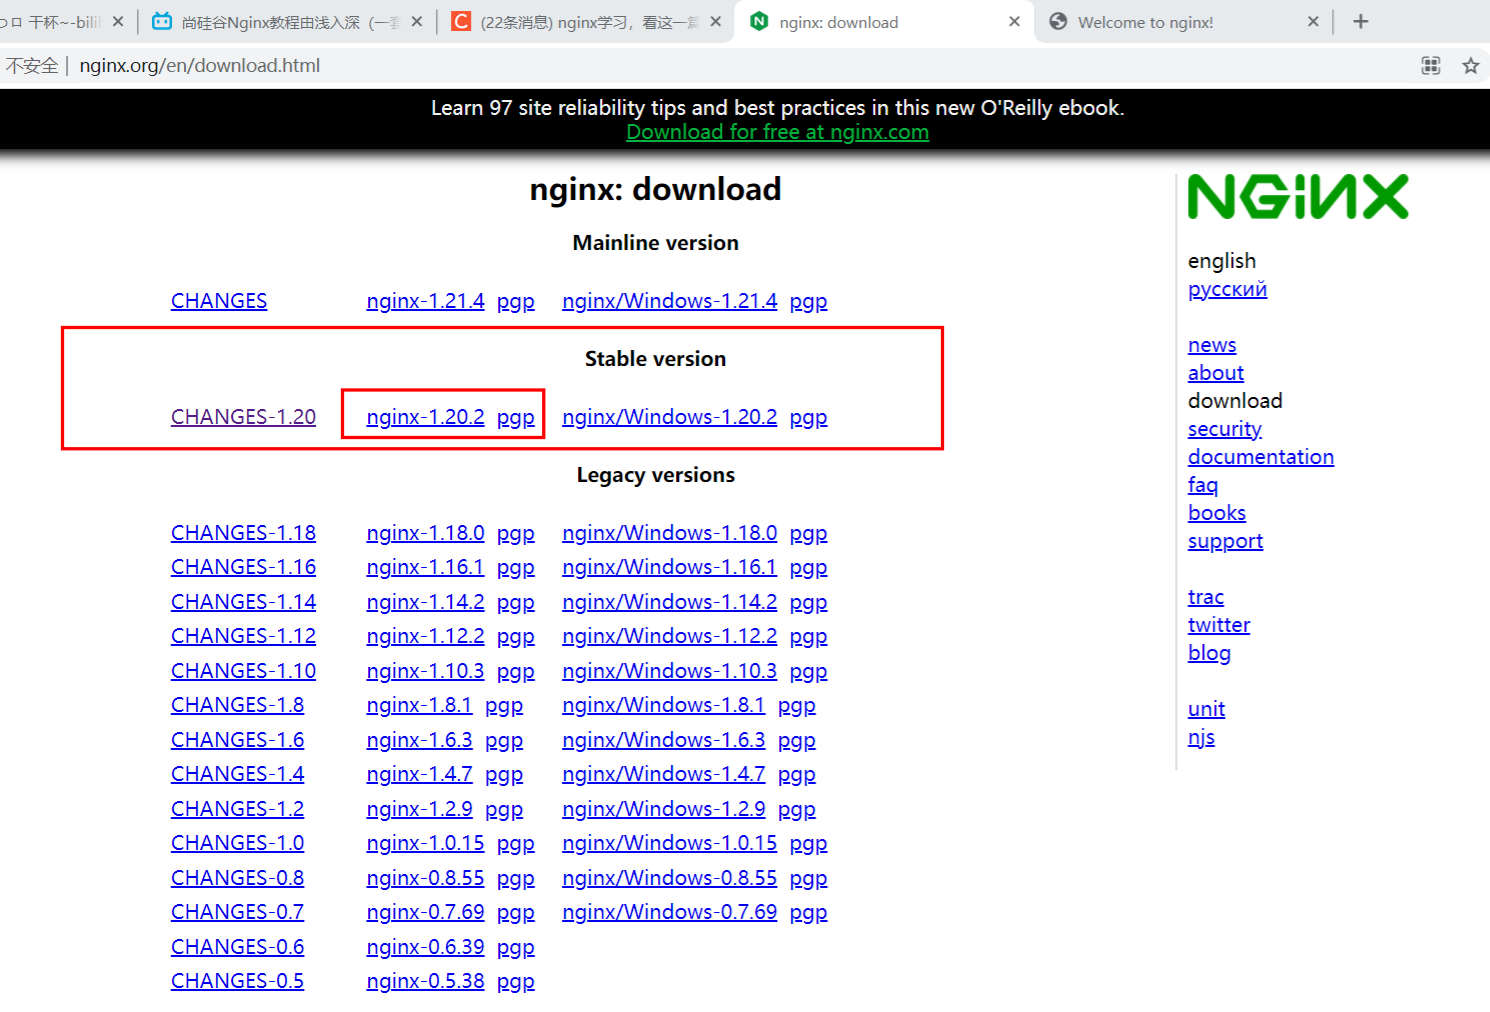 つロ 干杯~-bili
尚硅谷Nginx教程由浅入深（一套
(22条消息) nginx学习，看这一篇
nginx: download
Welcome to nginx!
不安全 | nginx.org/en/download.html
Learn 97 site reliability tips and best practices in this new O'Reilly ebook.
Download for free at nginx.com
nginx: download
Mainline version
CHANGES nginx-1.21.4 pgp nginx/Windows-1.21.4 pgp
Stable version
CHANGES-1.20 nginx-1.20.2 pgp nginx/Windows-1.20.2 pgp
Legacy versions
CHANGES-1.18 nginx-1.18.0 pgp nginx/Windows-1.18.0 pgp
CHANGES-1.16 nginx-1.16.1 pgp nginx/Windows-1.16.1 pgp
CHANGES-1.14 nginx-1.14.2 pgp nginx/Windows-1.14.2 pgp
CHANGES-1.12 nginx-1.12.2 pgp nginx/Windows-1.12.2 pgp
CHANGES-1.10 nginx-1.10.3 pgp nginx/Windows-1.10.3 pgp
CHANGES-1.8 nginx-1.8.1 pgp nginx/Windows-1.8.1 pgp
CHANGES-1.6 nginx-1.6.3 pgp nginx/Windows-1.6.3 pgp
CHANGES-1.4 nginx-1.4.7 pgp nginx/Windows-1.4.7 pgp
CHANGES-1.2 nginx-1.2.9 pgp nginx/Windows-1.2.9 pgp
CHANGES-1.0 nginx-1.0.15 pgp nginx/Windows-1.0.15 pgp
CHANGES-0.8 nginx-0.8.55 pgp nginx/Windows-0.8.55 pgp
CHANGES-0.7 nginx-0.7.69 pgp nginx/Windows-0.7.69 pgp
CHANGES-0.6 nginx-0.6.39 pgp
CHANGES-0.5 nginx-0.5.38 pgp
NGINX
english
русский
news
about
download
security
documentation
faq
books
support
trac
twitter
blog
unit
njs